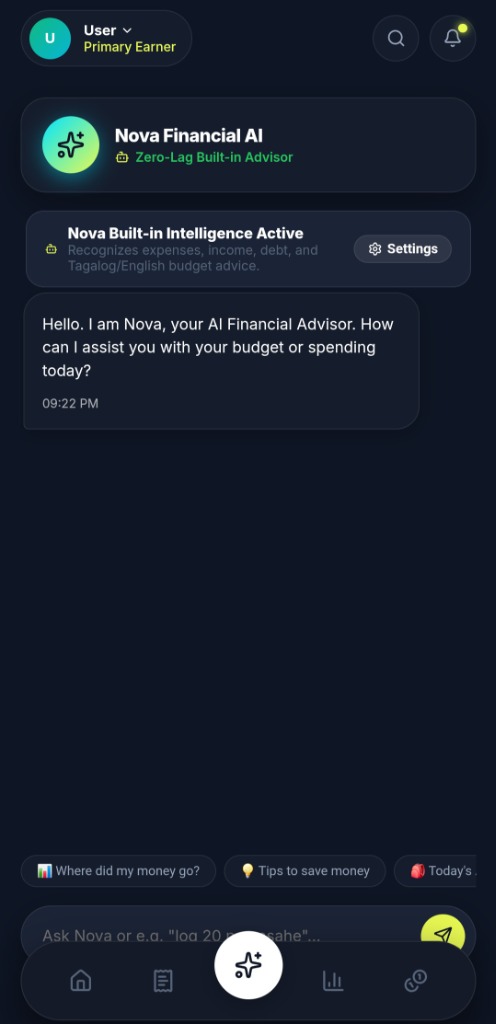 U
User
Primary Earner
Nova Financial AI
Zero-Lag Built-in Advisor
Nova Built-in Intelligence Active
Recognizes expenses, income, debt, and
Tagalog/English budget advice.
Settings
Hello. I am Nova, your AI Financial Advisor. How
can I assist you with your budget or spending
today?
09:22 PM
📊 Where did my money go?
💡 Tips to save money
🎒 Today's
Ask Nova or e.g. "log 20